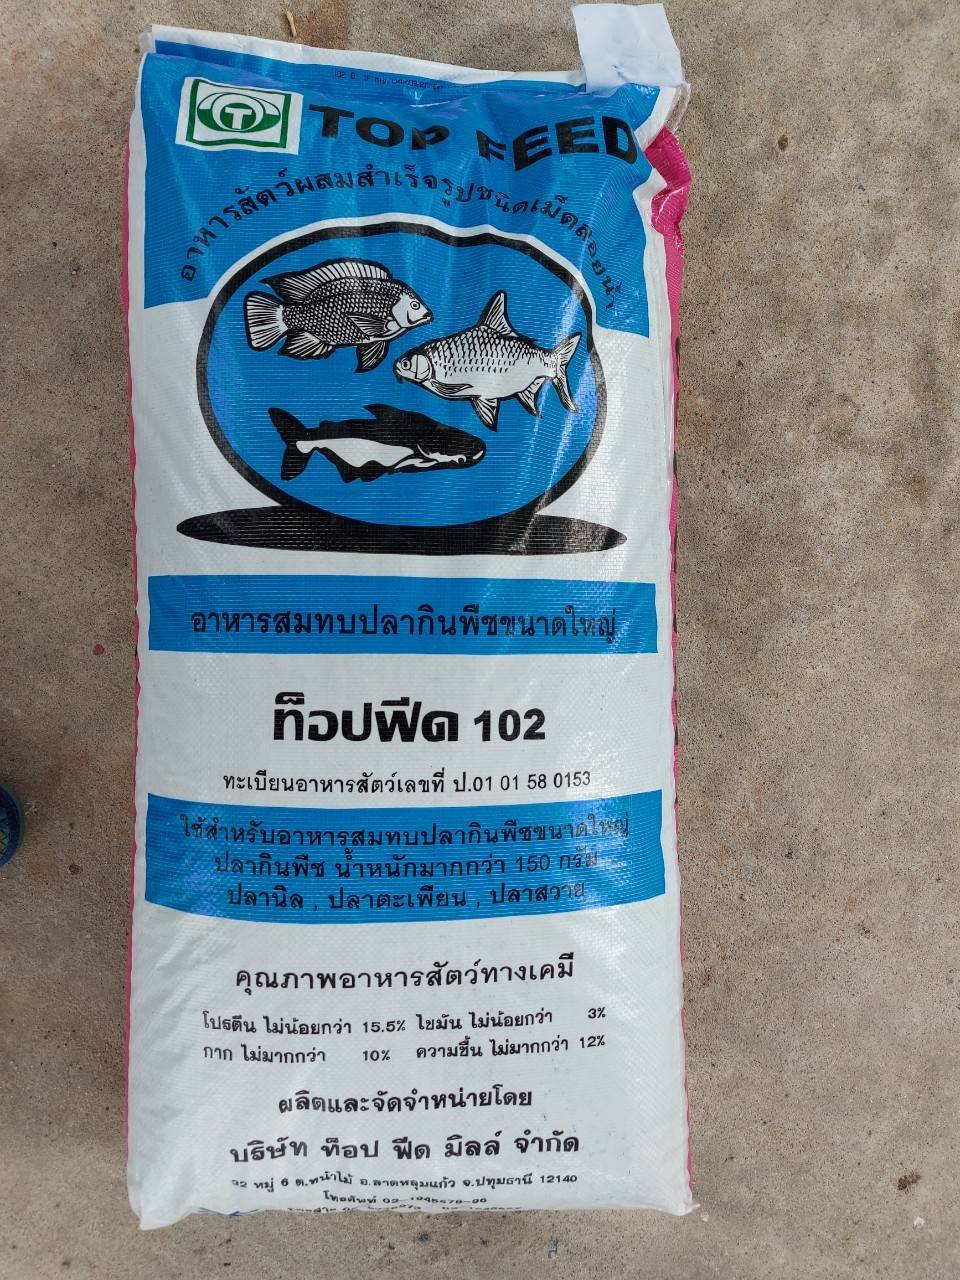 TOP FEED
อาหารสัตว์ผสมสำเร็จรูปชนิดเม็ดลอยน้ำ
อาหารสมทบปลากินพืชขนาดใหญ่
ท็อปฟีด 102
ทะเบียนอาหารสัตว์เลขที่ ป.01 01 58 0153
ใช้สำหรับอาหารสมทบปลากินพืชขนาดใหญ่
ปลากินพืช น้ำหนักมากกว่า 150 กรัม
ปลานิล , ปลาตะเพียน , ปลาสวาย
คุณภาพอาหารสัตว์ทางเคมี
โปรตีน ไม่น้อยกว่า 15.5% ไขมัน ไม่น้อยกว่า 3%
กาก ไม่มากกว่า 10% ความชื้น ไม่มากกว่า 12%
ผลิตและจัดจำหน่ายโดย
บริษัท ท็อป ฟีด มิลล์ จำกัด
หมู่ 6 ต.หน้าไม้ อ.ลาดหลุมแก้ว จ.ปทุมธานี 12140
โทรศัพท์